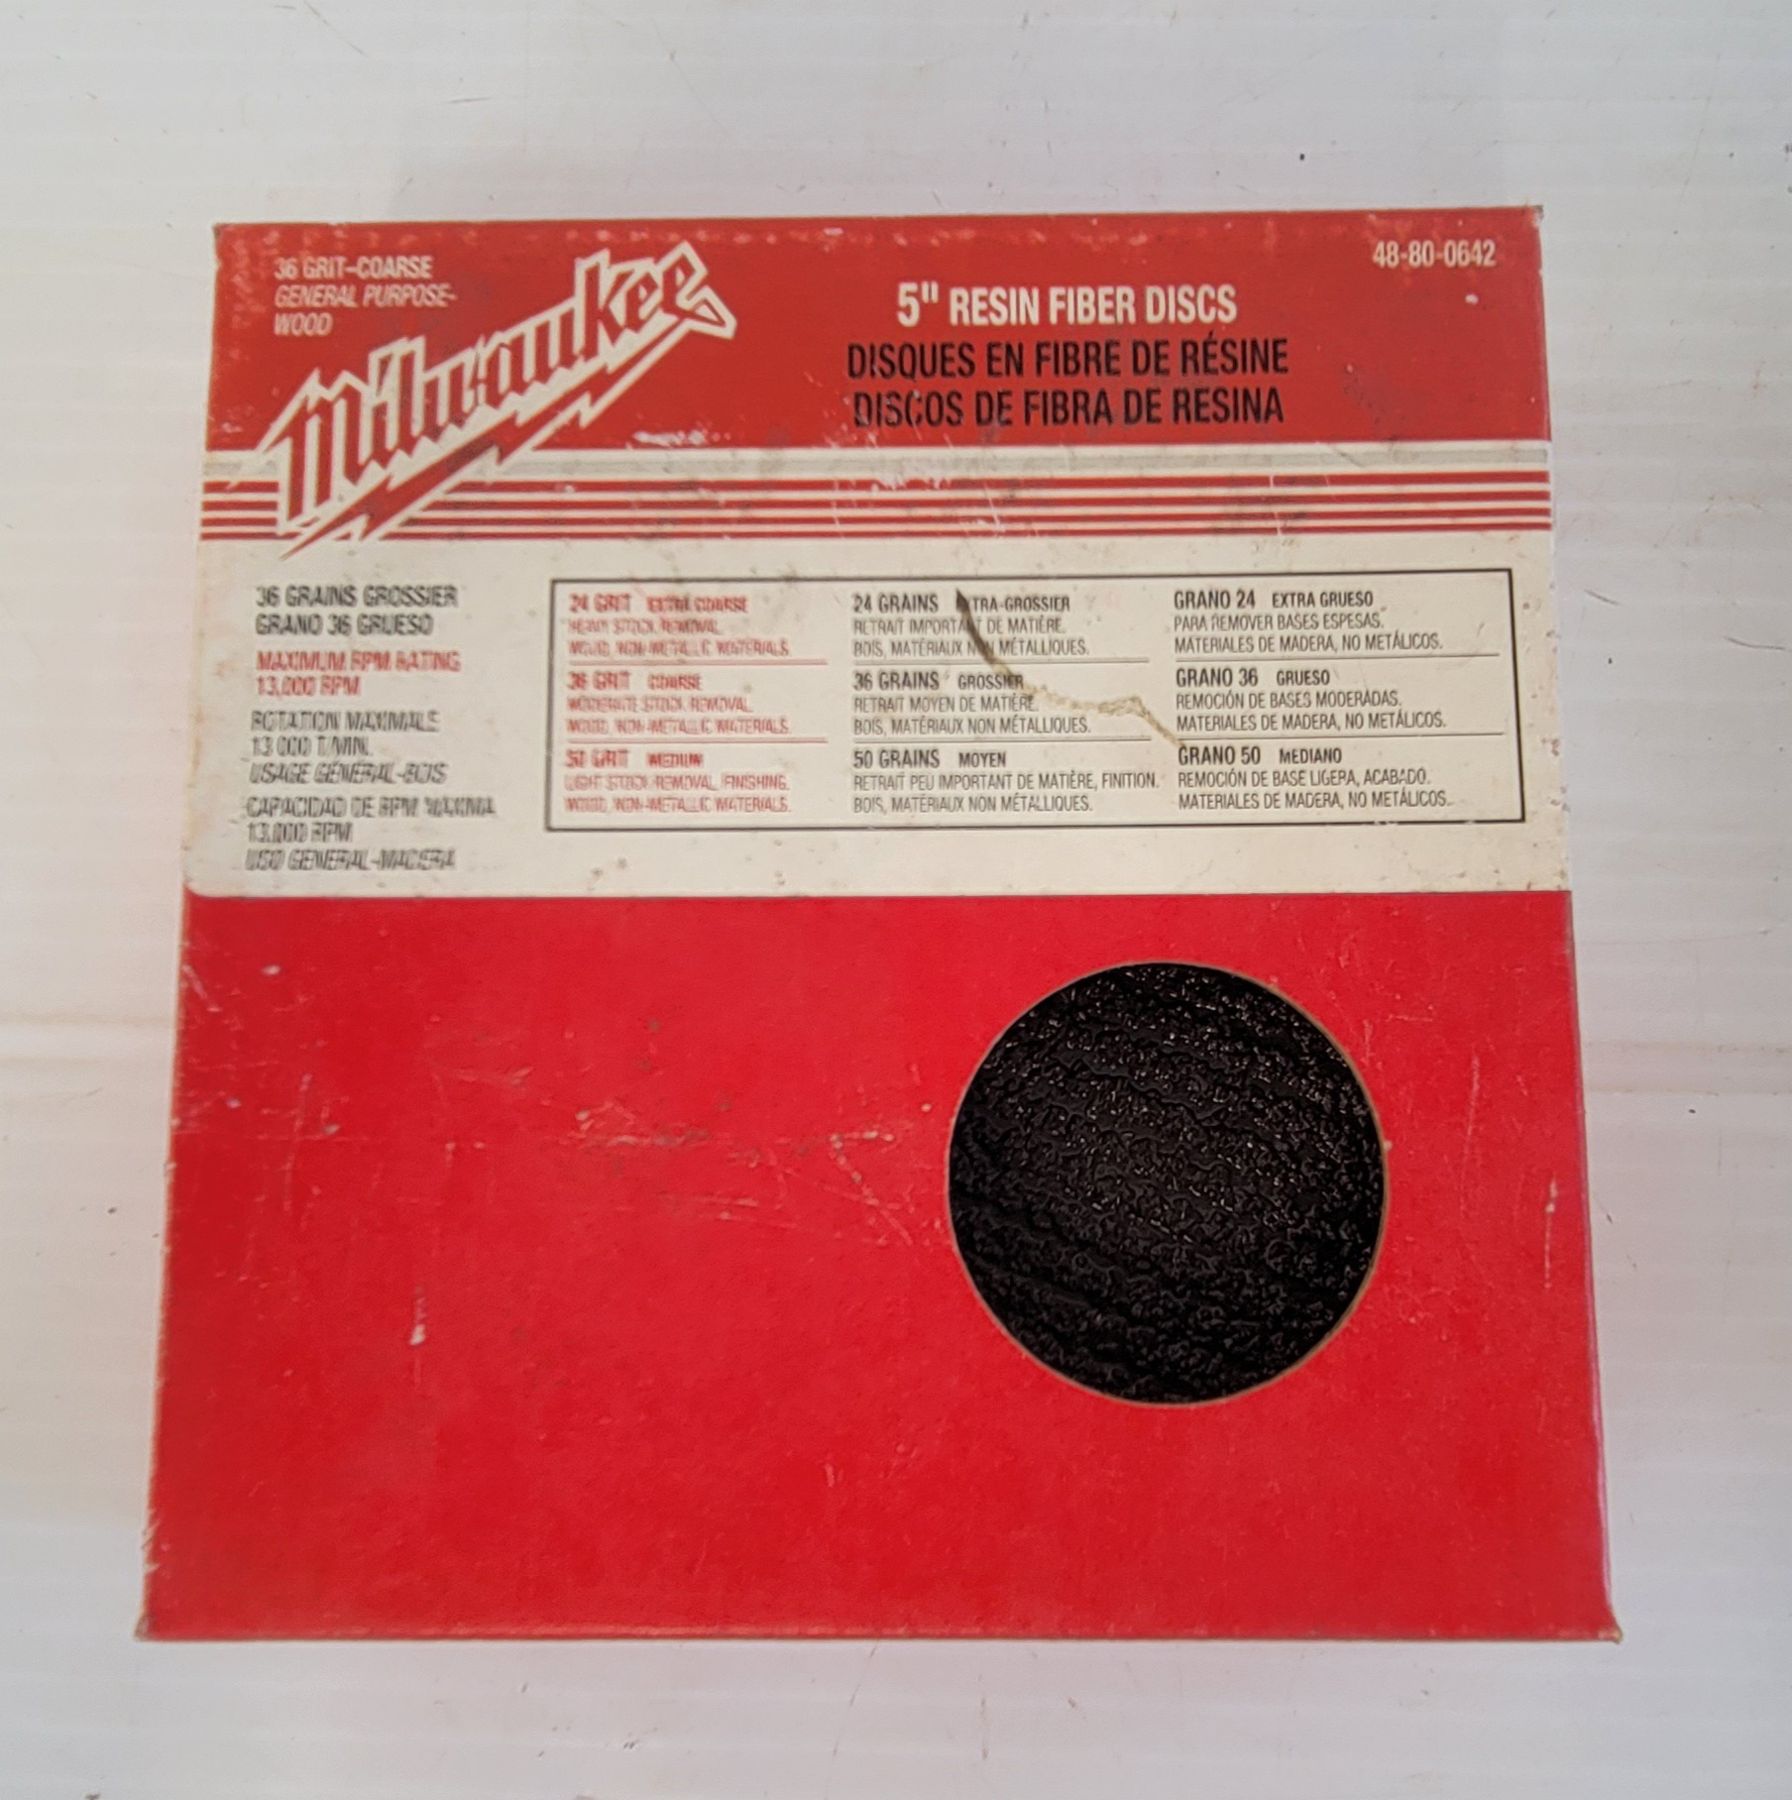 36 GRIT-COARSE
GENERAL PURPOSE-
WOOD
Milwaukee
48-80-0642
5" RESIN FIBER DISCS
DISQUES EN FIBRE DE RÉSINE
DISCOS DE FIBRA DE RESINA
36 GRAINS GROSSIER
GRANO 36 GRUESO
MAXIMUM RPM RATING
13,000 RPM
ROTATION MAXIMALE
13 000 T/MIN.
USAGE GÉNÉRAL-BOIS
CAPACIDAD DE RPM MAXIMA
13,000 RPM
USO GENERAL-MADERA
24 GRIT EXTRA COARSE
HEAVY STOCK REMOVAL.
WOOD, NON-METALLIC MATERIALS.
36 GRIT COARSE
MODERATE STOCK REMOVAL.
WOOD, NON-METALLIC MATERIALS.
50 GRIT MEDIUM
LIGHT STOCK REMOVAL, FINISHING.
WOOD, NON-METALLIC MATERIALS.
24 GRAINS EXTRA-GROSSIER
RETRAIT IMPORTANT DE MATIÈRE.
BOIS, MATÉRIAUX NON MÉTALLIQUES.
36 GRAINS GROSSIER
RETRAIT MOYEN DE MATIÈRE.
BOIS, MATÉRIAUX NON MÉTALLIQUES.
50 GRAINS MOYEN
RETRAIT PEU IMPORTANT DE MATIÈRE, FINITION.
BOIS, MATÉRIAUX NON MÉTALLIQUES.
GRANO 24 EXTRA GRUESO
PARA REMOVER BASES ESPESAS.
MATERIALES DE MADERA, NO METÁLICOS.
GRANO 36 GRUESO
REMOCIÓN DE BASES MODERADAS.
MATERIALES DE MADERA, NO METÁLICOS.
GRANO 50 MEDIANO
REMOCIÓN DE BASE LIGERA, ACABADO.
MATERIALES DE MADERA, NO METÁLICOS.